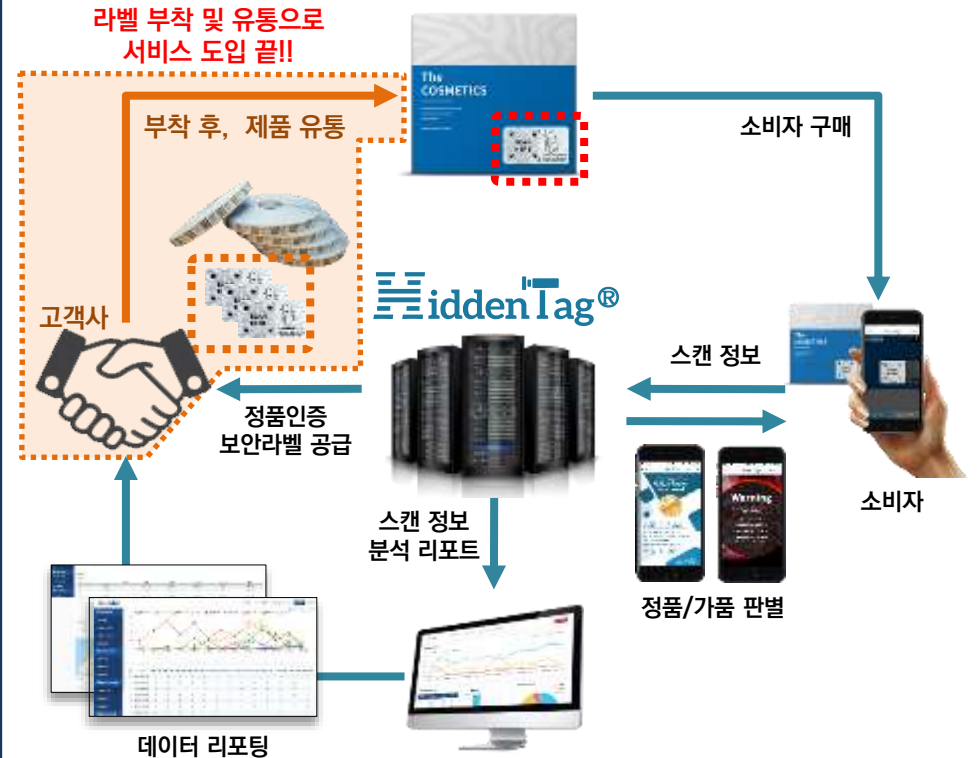 라벨 부착 및 유통으로
서비스 도입 끝!!
The
COSMETICS
부착 후, 제품 유통
소비자 구매
HiddenTag®
고객사
스캔 정보
정품인증
보안라벨 공급
Warning
소비자
스캔 정보
분석 리포트
정품/가품 판별
데이터 리포팅